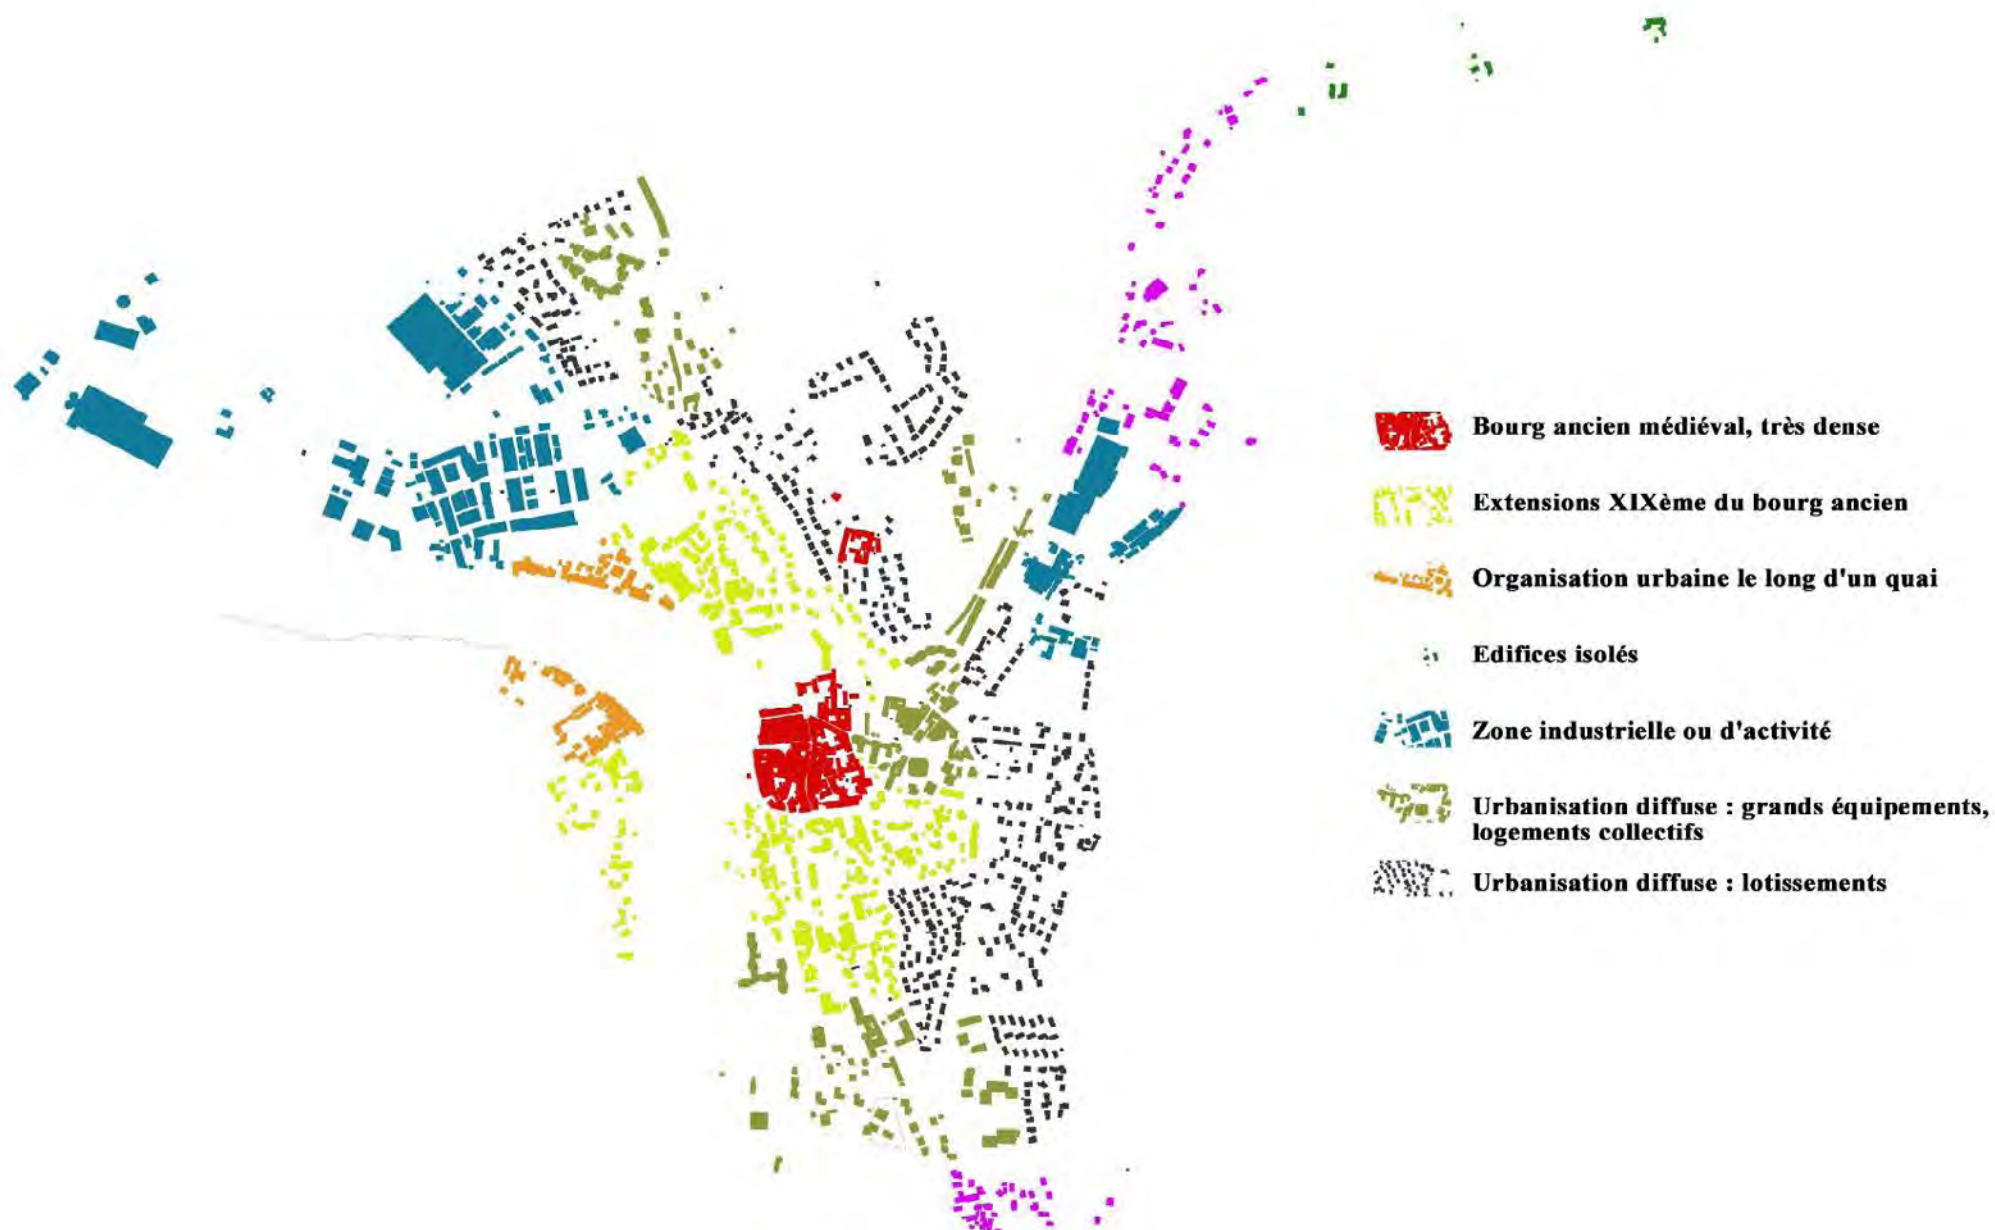 Bourg ancien médiéval, très dense
Extensions XIXème du bourg ancien
Organisation urbaine le long d'un quai
Edifices isolés
Zone industrielle ou d'activité
Urbanisation diffuse : grands équipements,
logements collectifs
Urbanisation diffuse : lotissements